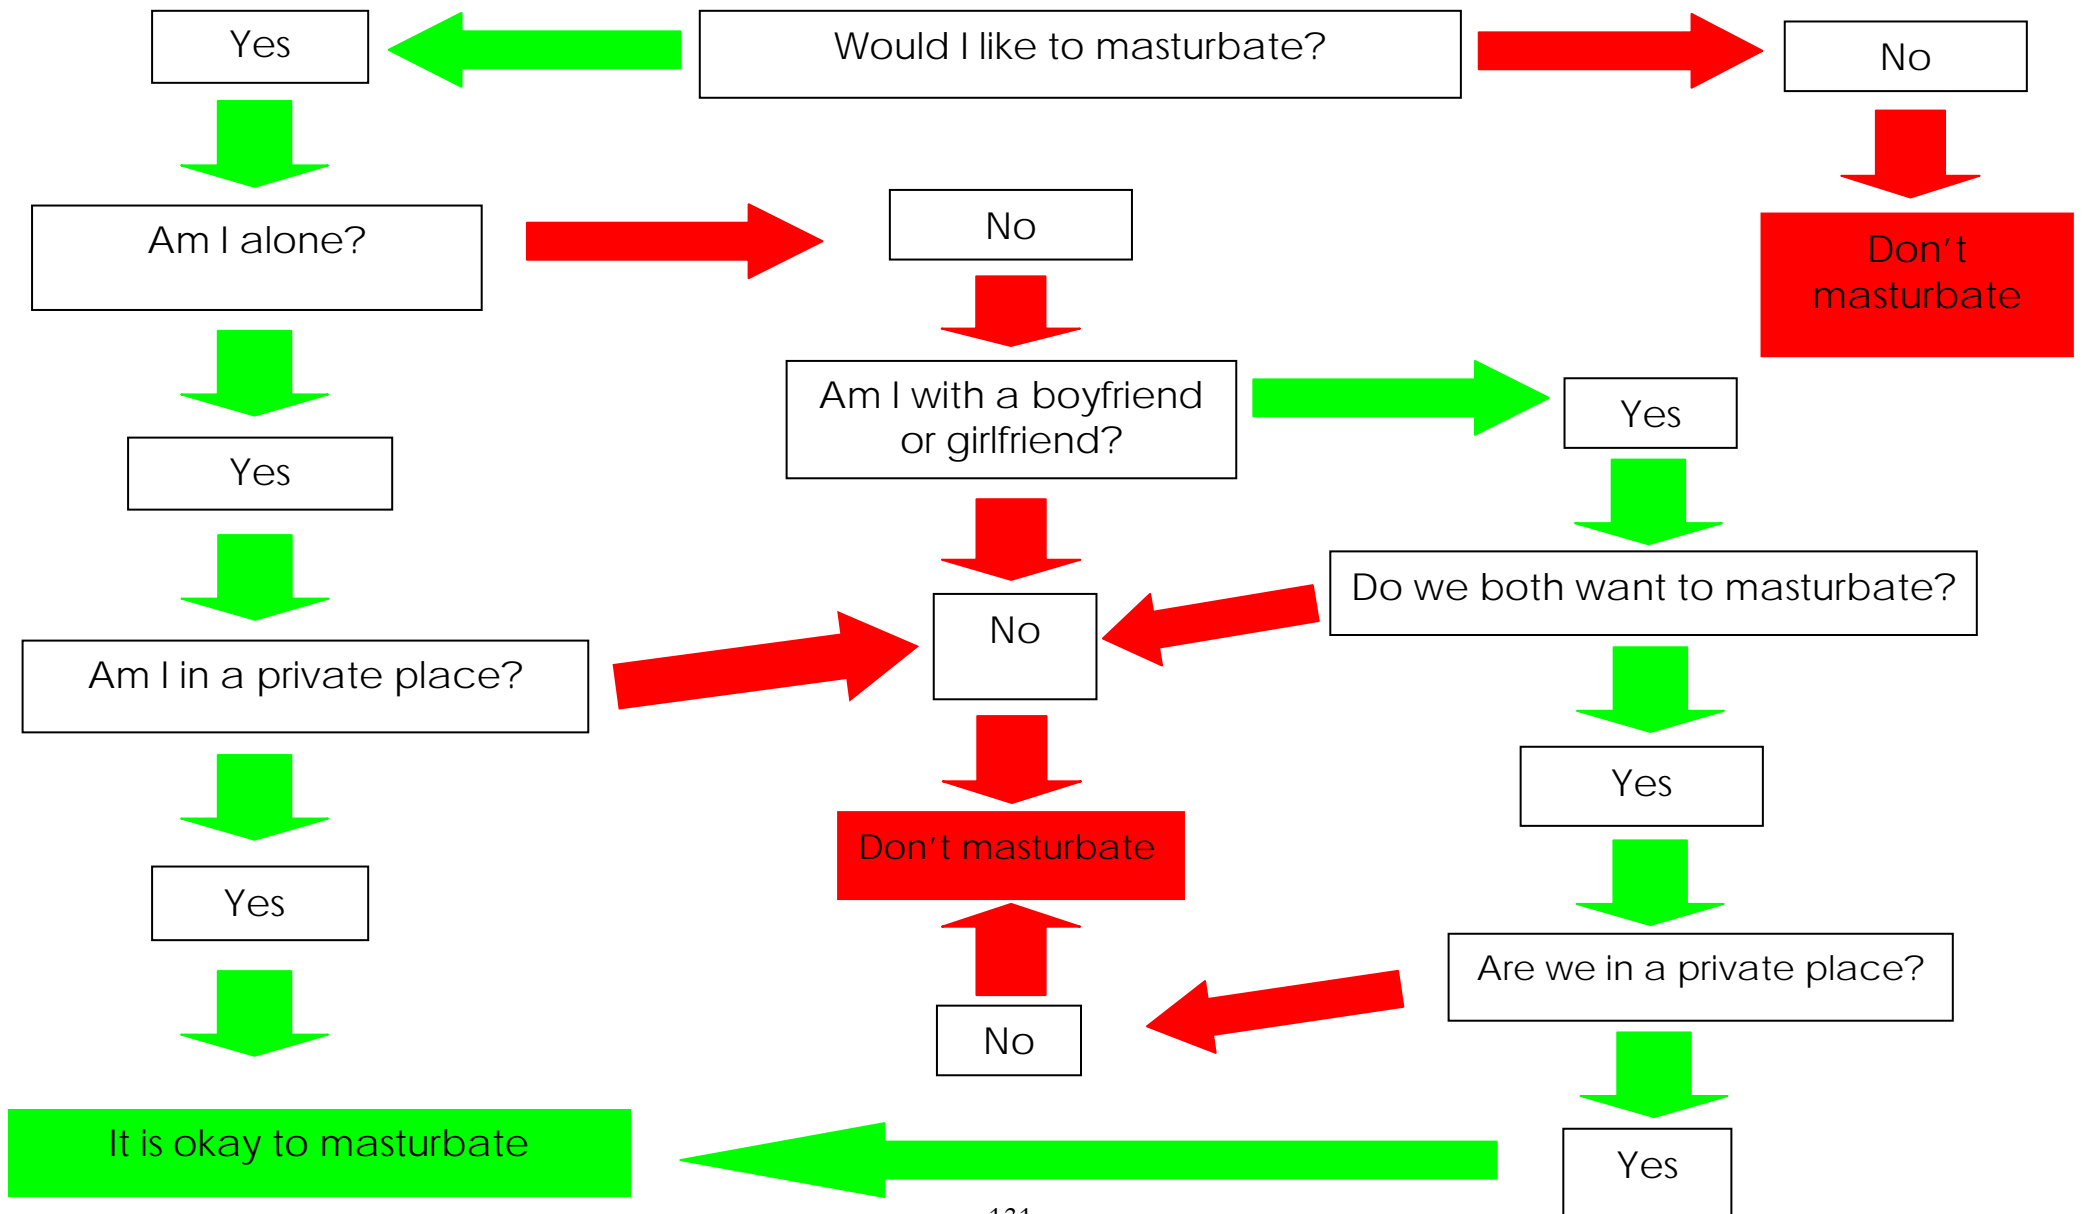 Yes
Would I like to masturbate?
No
Am I alone?
No
Don't
masturbate
Am I with a boyfriend
or girlfriend?
Yes
Yes
Do we both want to masturbate?
No
Am I in a private place?
Yes
Don't masturbate
Yes
Are we in a private place?
No
It is okay to masturbate
Yes